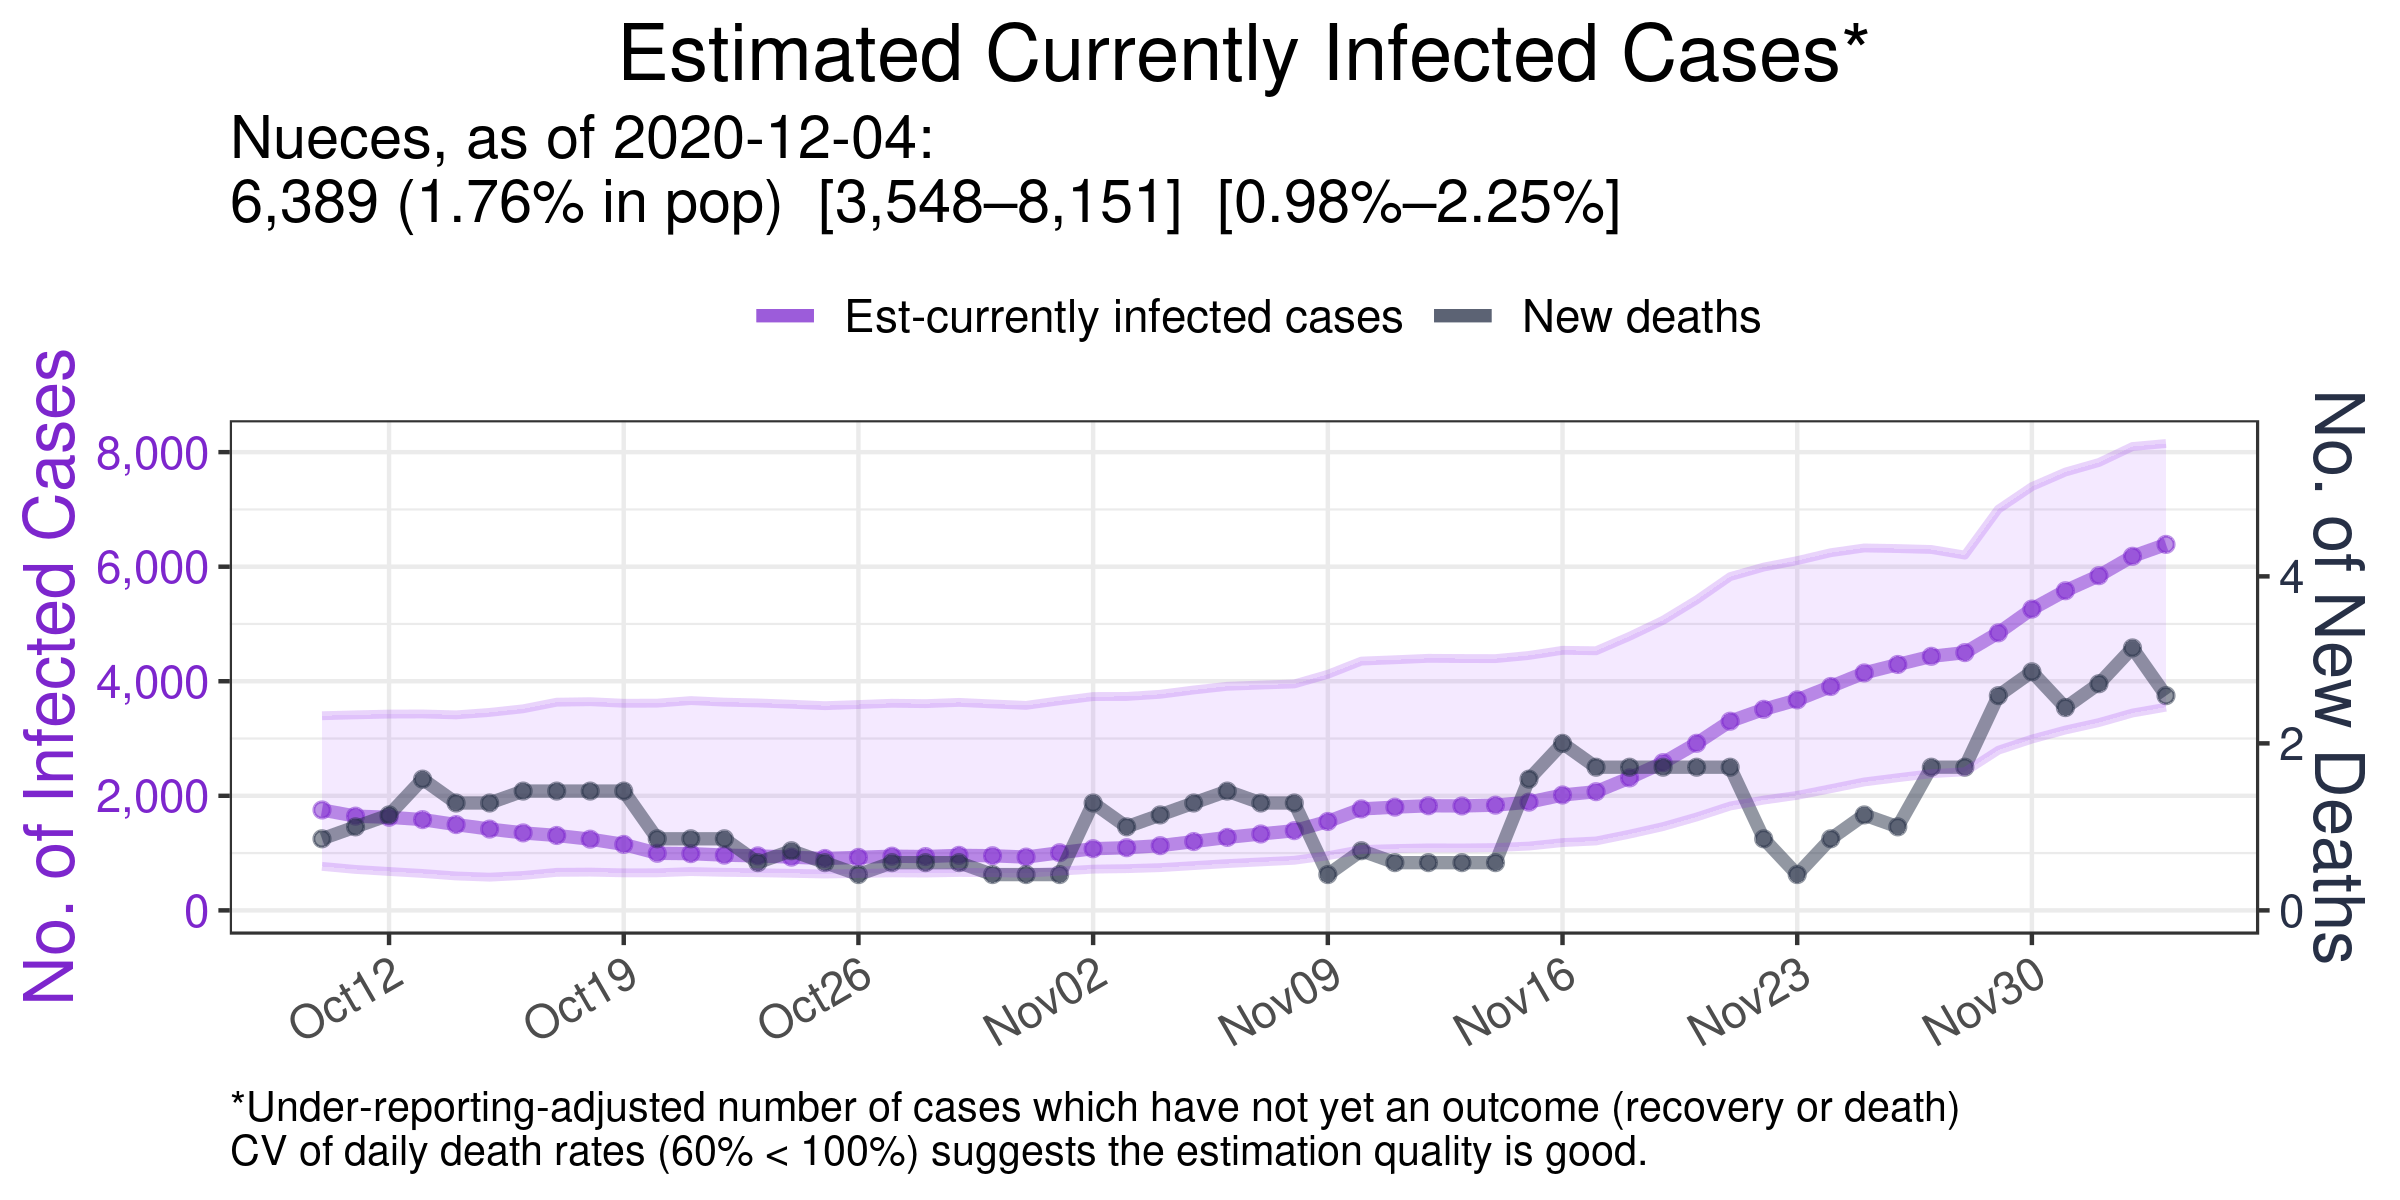 Estimated Currently Infected Cases*
Nueces, as of 2020-12-04:
6,389 (1.76% in pop)  [3,548–8,151]  [0.98%–2.25%]
Est-currently infected cases
New deaths
No. of Infected Cases
8,000
6,000
4,000
2,000
0
No. of New Deaths
4
2
0
Oct12
Oct19
Oct26
Nov02
Nov09
Nov16
Nov23
Nov30
*Under-reporting-adjusted number of cases which have not yet an outcome (recovery or death)
CV of daily death rates (60% < 100%) suggests the estimation quality is good.